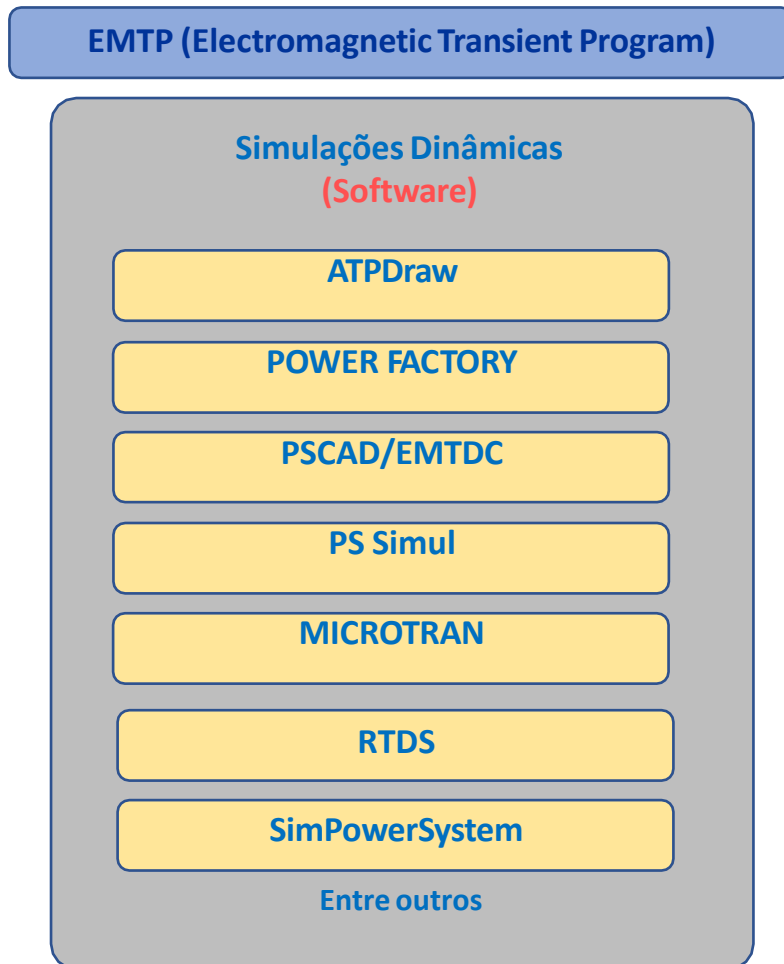 EMTP (Electromagnetic Transient Program)
Simulações Dinâmicas
(Software)
ATPDraw
POWER FACTORY
PSCAD/EMTDC
PS Simul
MICROTRAN
RTDS
SimPowerSystem
Entre outros